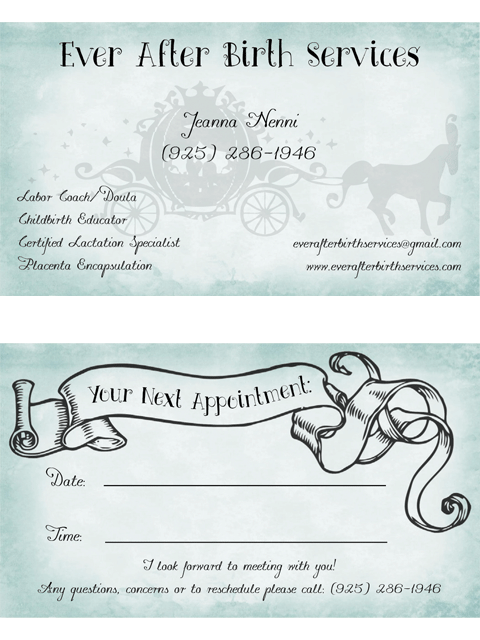 Ever After Birth Services
Jeanna Nenni
(925) 286-1946
Labor Coach/Doula
Childbirth Educator
Certified Lactation Specialist
Placenta Encapsulation
everafterbirthservices@gmail.com
www.everafterbirthservices.com
Your Next Appointment:
Date:
Time:
I look forward to meeting with you!
Any questions, concerns or to reschedule please call: (925) 286-1946